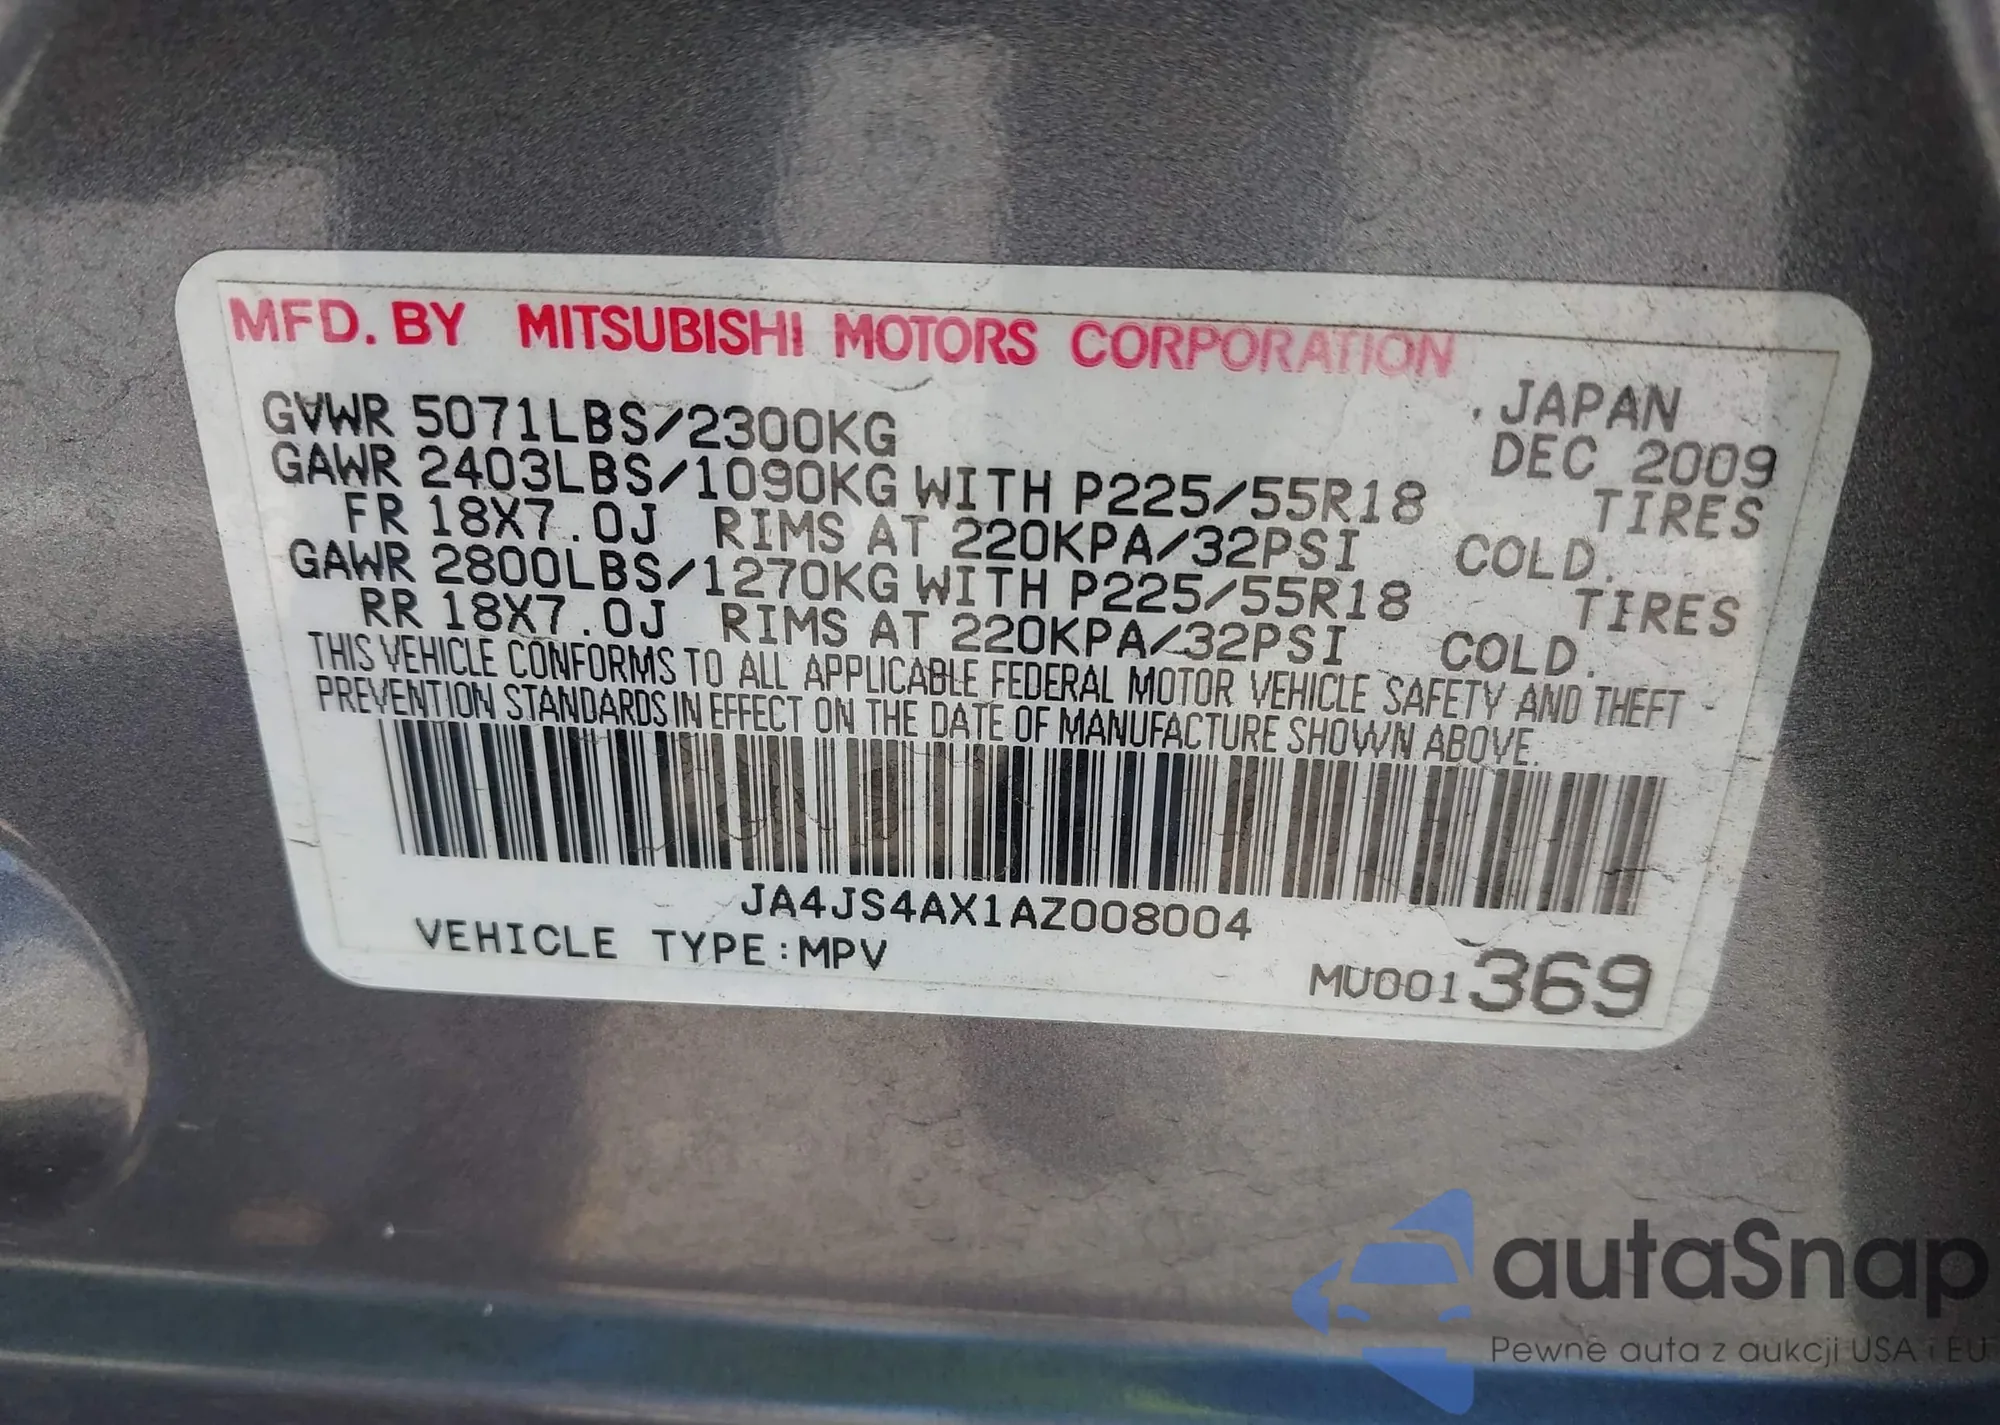 MFD. BY MITSUBISHI MOTORS CORPORATION
JAPAN
GVWR 5071LBS/2300KG DEC 2009
GAWR 2403LBS/1090KG WITH P225/55R18 TIRES
FR 18X7.0J RIMS AT 220KPA/32PSI COLD.
GAWR 2800LBS/1270KG WITH P225/55R18 TIRES
RR 18X7.0J RIMS AT 220KPA/32PSI COLD.
THIS VEHICLE CONFORMS TO ALL APPLICABLE FEDERAL MOTOR VEHICLE SAFETY AND THEFT
PREVENTION STANDARDS IN EFFECT ON THE DATE OF MANUFACTURE SHOWN ABOVE.
JA4JS4AX1AZ008004
VEHICLE TYPE:MPV
MU001369
autaSnap
Pewne auta z aukcji USA i EU